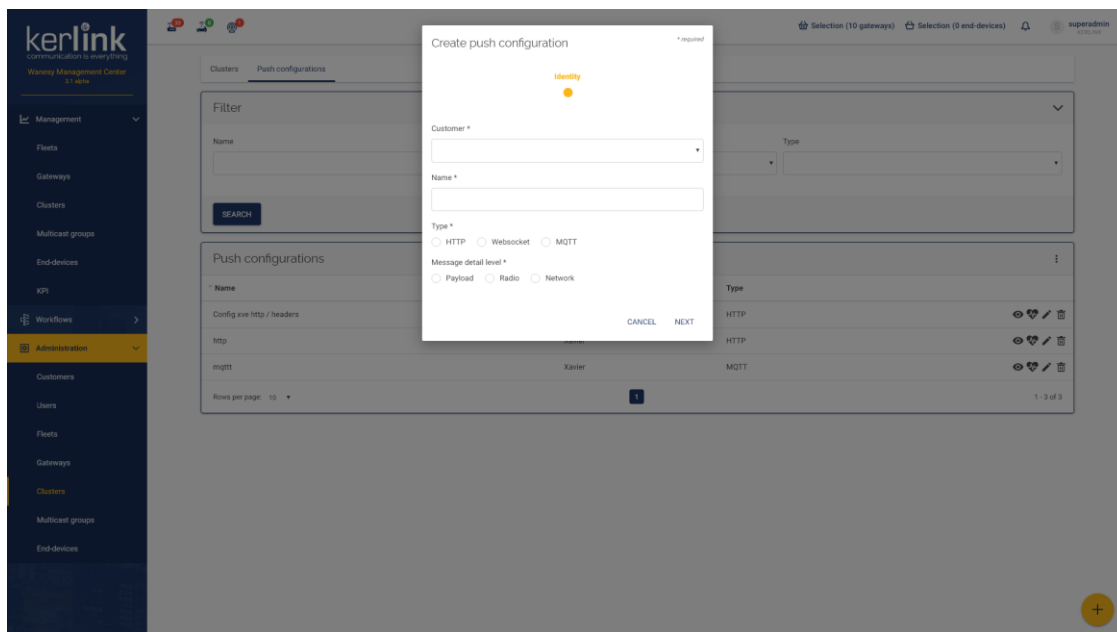 kerlink
communication is everything
Wanesy Management Center
3.1 alpha
Management
Fleets
Gateways
Clusters
Multicast groups
End-devices
KPI
Workflows
Administration
Customers
Users
Fleets
Gateways
Clusters
Multicast groups
End-devices
Selection (10 gateways)
Selection (0 end-devices)
superadmin
Clusters
Push configurations
Filter
Name
Type
SEARCH
Push configurations
Name
Type
Config xve http / headers
HTTP
http
HTTP
mqttt
Xavier
MQTT
Rows per page: 10
1
1 - 3 of 3
Create push configuration
* required
Identity
Customer *
Name *
Type *
HTTP Websocket MQTT
Message detail level *
Payload Radio Network
CANCEL NEXT